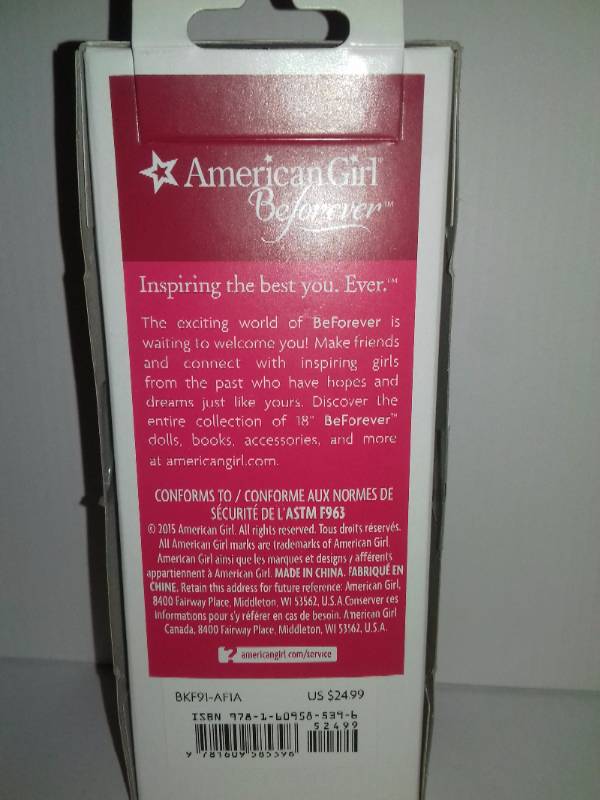 American Girl®
BeForever™
Inspiring the best you. Ever.™
The exciting world of BeForever is
waiting to welcome you! Make friends
and connect with inspiring girls
from the past who have hopes and
dreams just like yours. Discover the
entire collection of 18" BeForever™
dolls, books, accessories, and more
at americangirl.com.
CONFORMS TO / CONFORME AUX NORMES DE
SÉCURITÉ DE L'ASTM F963
© 2015 American Girl. All rights reserved. Tous droits réservés.
All American Girl marks are trademarks of American Girl.
American Girl ainsi que les marques et designs y afférents
appartiennent à American Girl. MADE IN CHINA. FABRIQUÉ EN
CHINE. Retain this address for future reference: American Girl,
8400 Fairway Place, Middleton, WI 53562, U.S.A. Conserver ces
informations pour s'y référer en cas de besoin. American Girl
Canada, 8400 Fairway Place, Middleton, WI 53562, U.S.A.
? americangirl.com/service
BKF91-AF1A US $24.99
ISBN 978-1-60958-539-6
52499
9 781609 585396